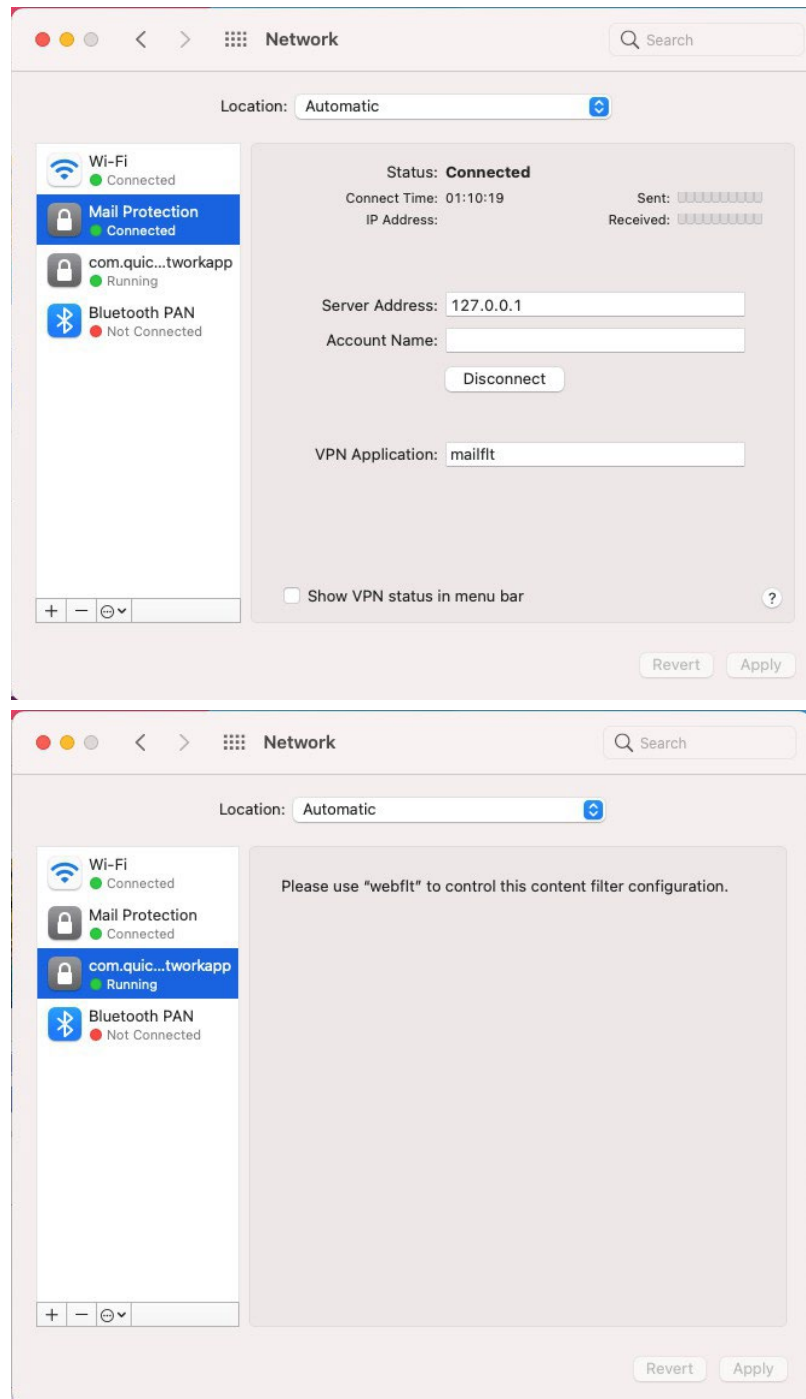 Network
Search
Location: Automatic
Wi-Fi
Connected
Mail Protection
Connected
com.quic...tworkapp
Running
Bluetooth PAN
Not Connected
Status: Connected
Connect Time: 01:10:19
Sent:
IP Address:
Received:
Server Address: 127.0.0.1
Account Name:
Disconnect
VPN Application: mailflt
Show VPN status in menu bar
?
+ −
Revert
Apply
Network
Search
Location: Automatic
Wi-Fi
Connected
Mail Protection
Connected
com.quic...tworkapp
Running
Bluetooth PAN
Not Connected
Please use "webflt" to control this content filter configuration.
+ −
Revert
Apply